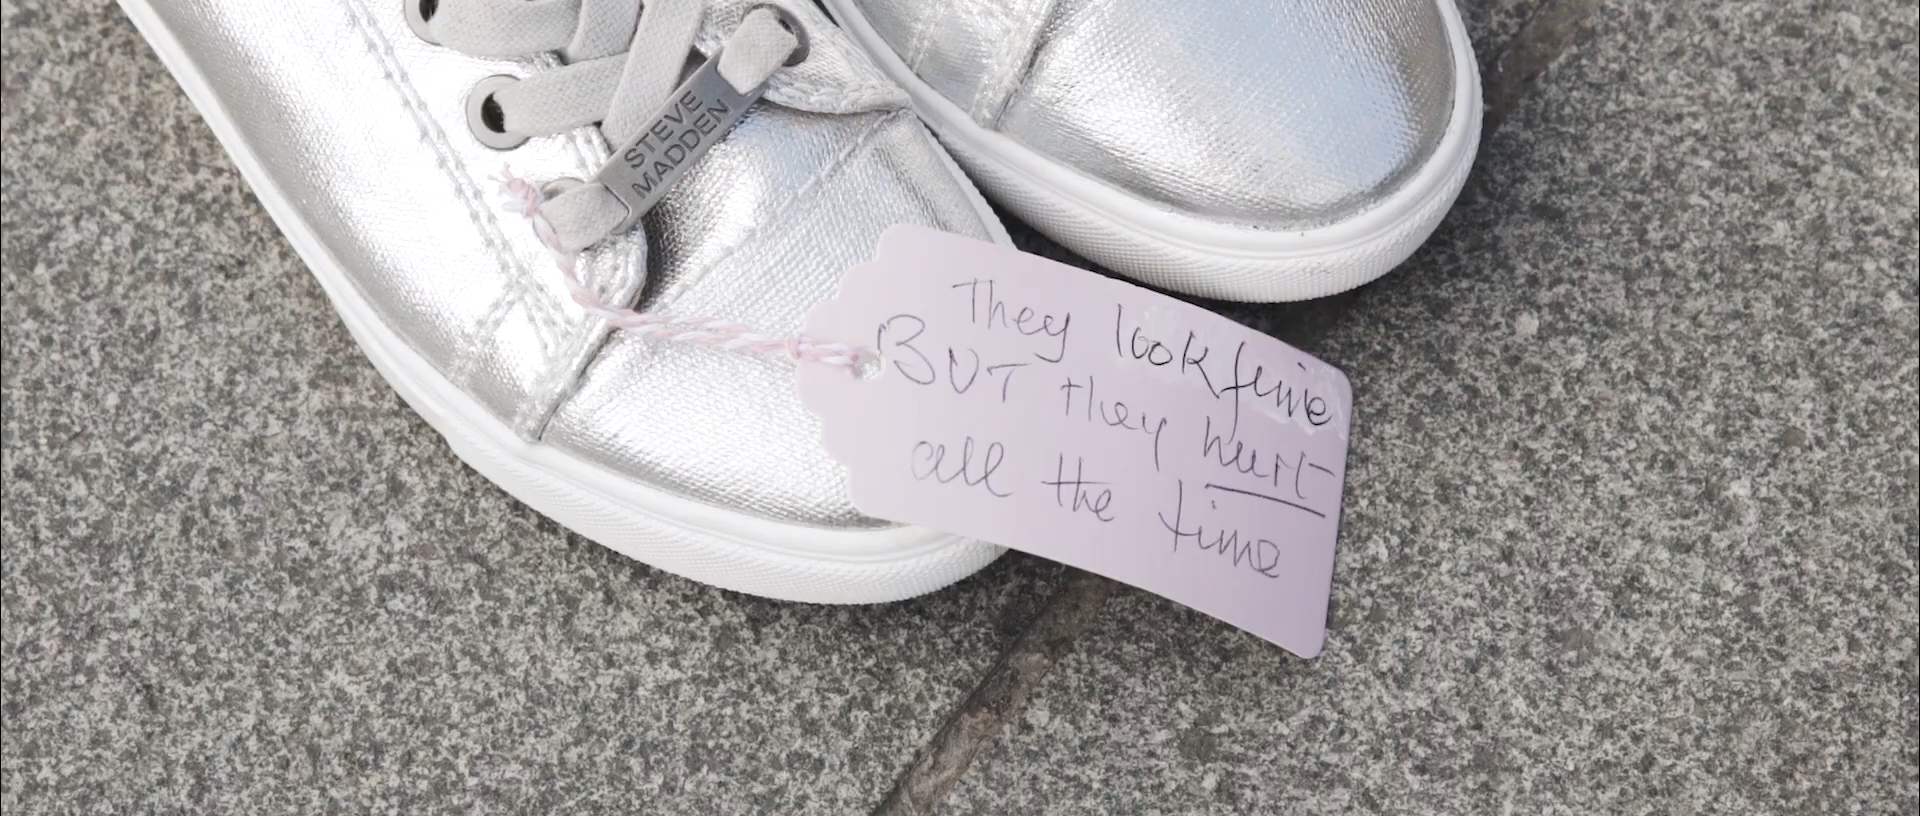 STEVE
MADDEN
They look fine
BUT they hurt
all the time